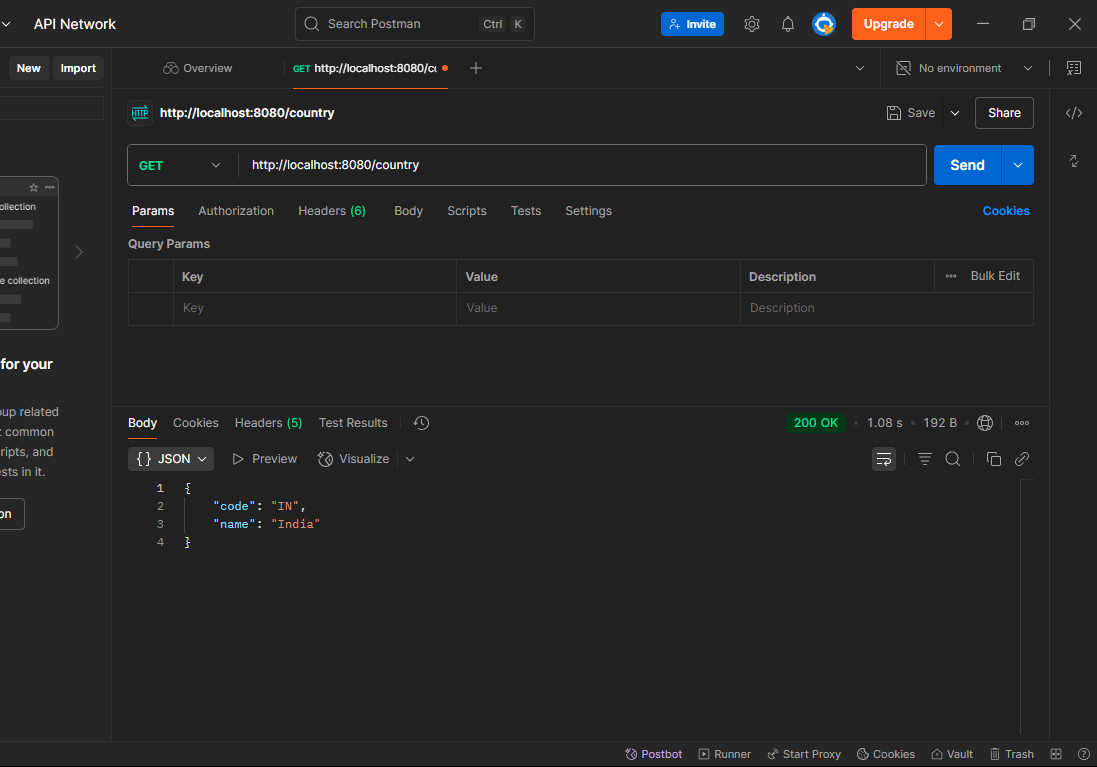 API Network
Search Postman
Ctrl K
Invite
Upgrade
New Import
Overview
GET http://localhost:8080/co
No environment
HTTP
http://localhost:8080/country
Save
Share
GET
http://localhost:8080/country
Send
Params Authorization Headers (6) Body Scripts Tests Settings
Cookies
Query Params
Key Value Description Bulk Edit
Key Value Description
ollection
e collection
for your
oup related
t common
ripts, and
ests in it.
on
Body Cookies Headers (5) Test Results
200 OK 1.08 s 192 B
{} JSON Preview Visualize
1 {
2 "code": "IN",
3 "name": "India"
4 }
Postbot Runner Start Proxy Cookies Vault Trash